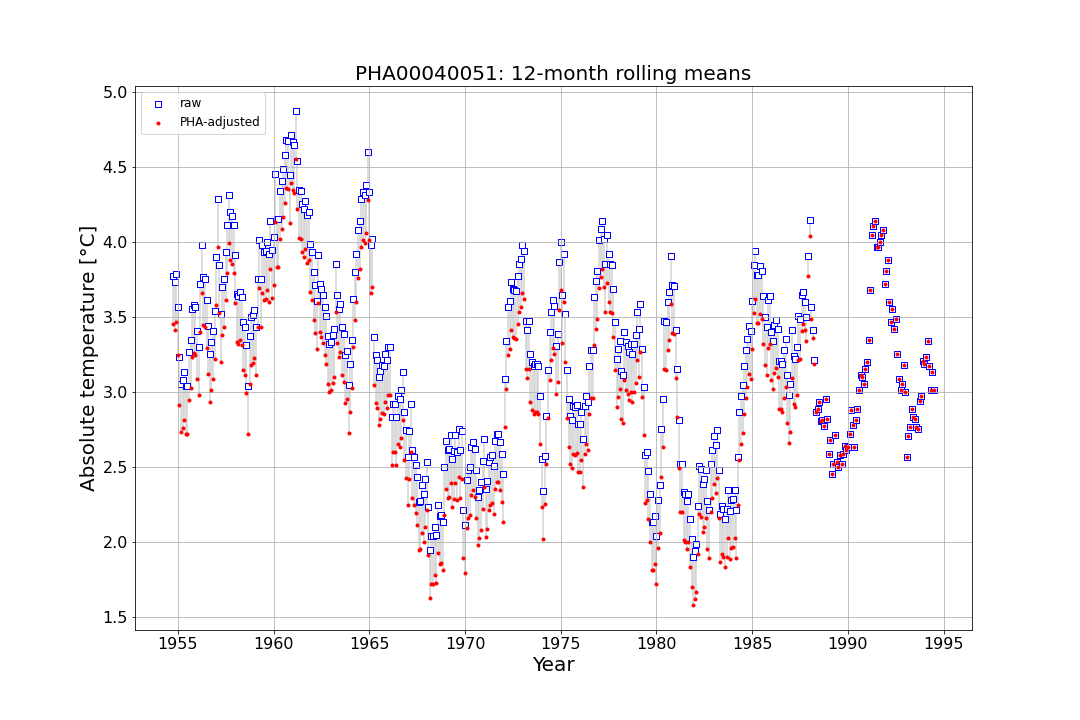 PHA00040051: 12-month rolling means
raw
PHA-adjusted
Absolute temperature [°C]
5.0
4.5
4.0
3.5
3.0
2.5
2.0
1.5
1955 1960 1965 1970 1975 1980 1985 1990 1995
Year